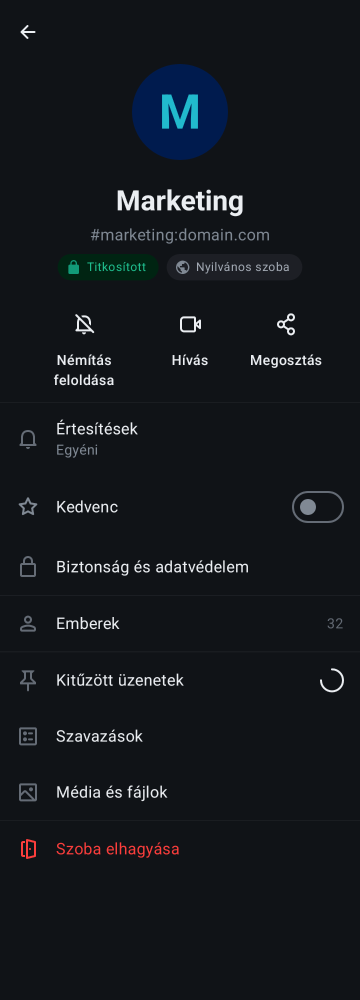 M
Marketing
#marketing:domain.com
Titkosított
Nyilvános szoba
Némítás
feloldása
Hívás
Megosztás
Értesítések
Egyéni
Kedvenc
Biztonság és adatvédelem
Emberek
32
Kitűzött üzenetek
Szavazások
Média és fájlok
Szoba elhagyása